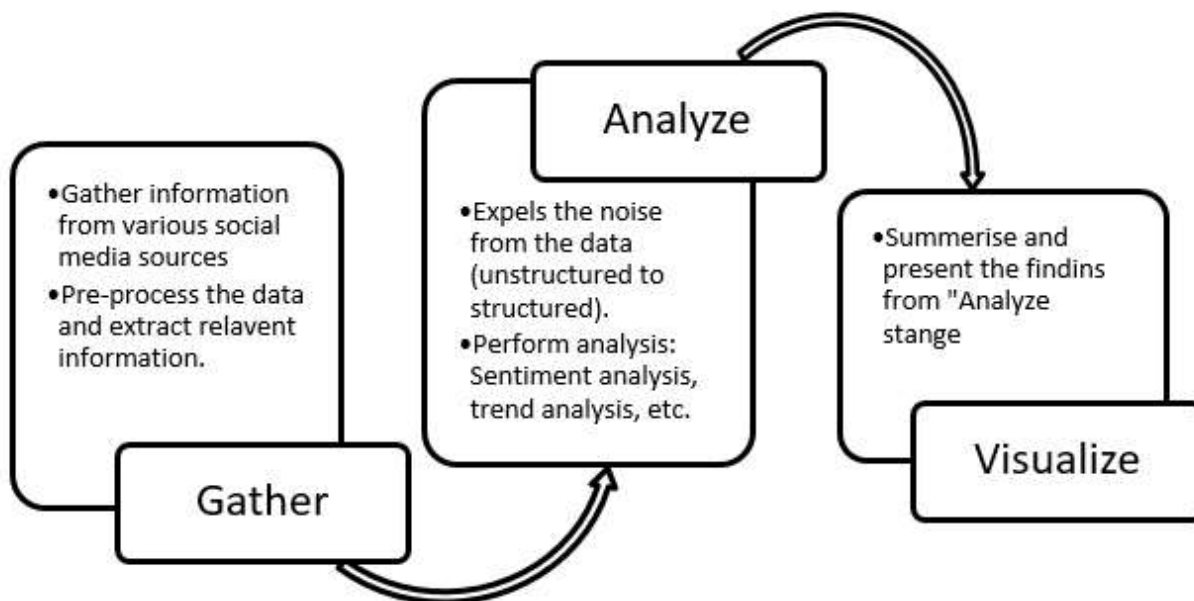 •Gather information
from various social
media sources
•Pre-process the data
and extract relavent
information.
Gather
Analyze
•Expels the noise
from the data
(unstructured to
structured).
•Perform analysis:
Sentiment analysis,
trend analysis, etc.
•Summerise and
present the findins
from "Analyze
stange
Visualize